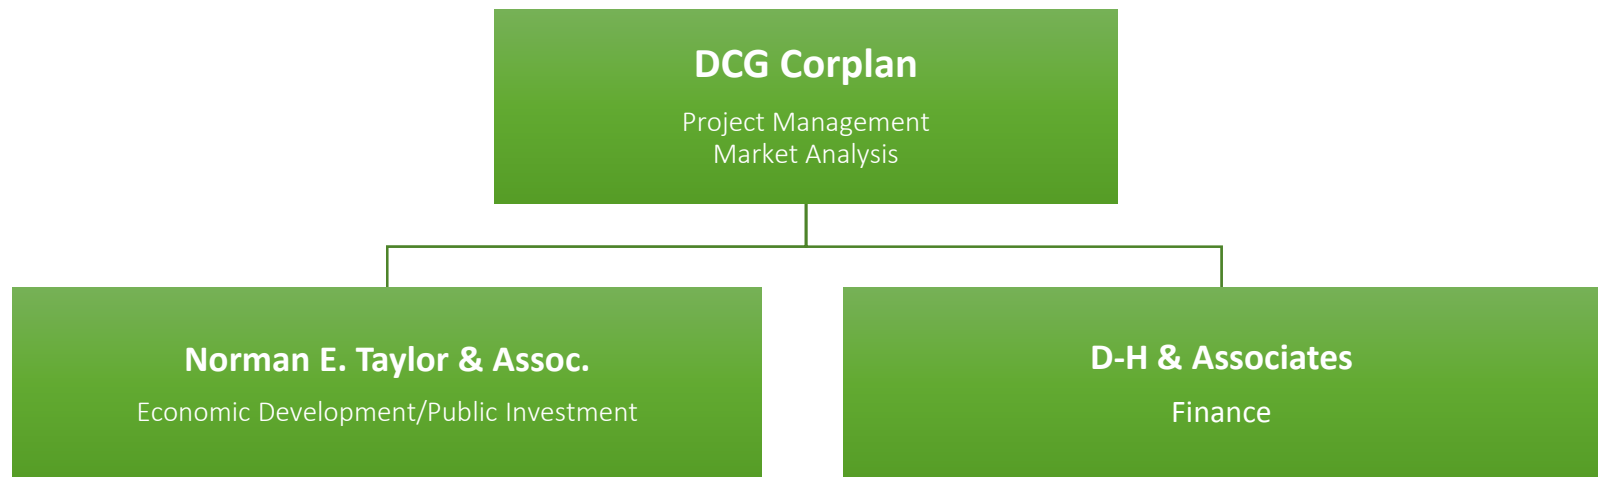 DCG Corplan
Project Management
Market Analysis
Norman E. Taylor & Assoc.
Economic Development/Public Investment
D-H & Associates
Finance